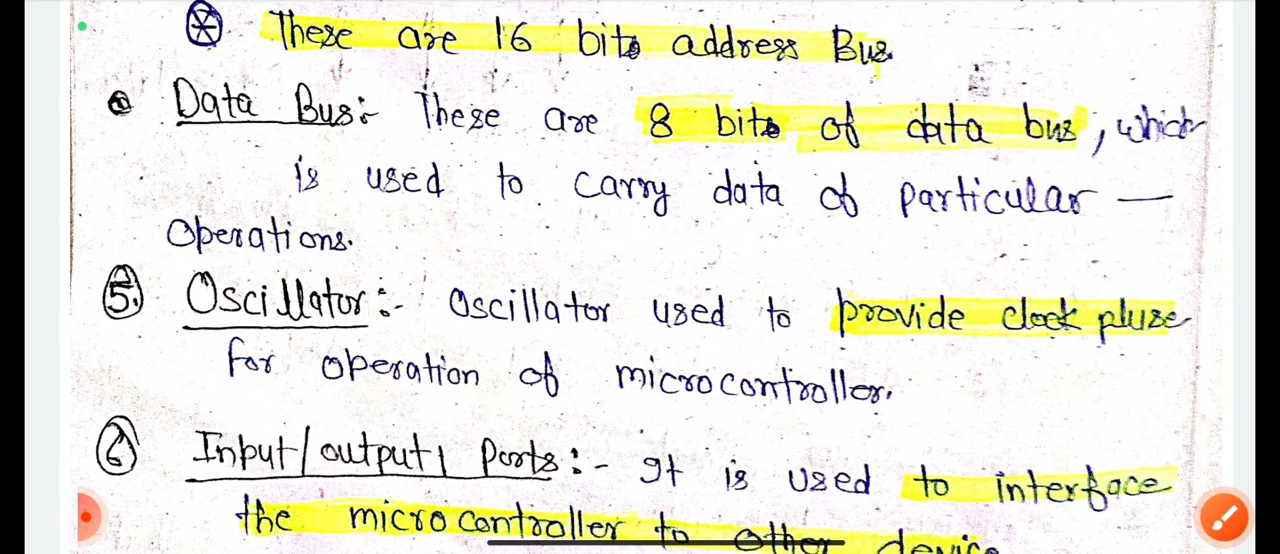 These are 16 bits address Bus
Data Bus:- These are 8 bits of data bus, which
is used to carry data of particular —
Operations.
5. Oscillator:- Oscillator used to provide clock pluse
for operation of microcontroller.
6 Input/output Ports:- It is used to interface
the microcontroller to other device